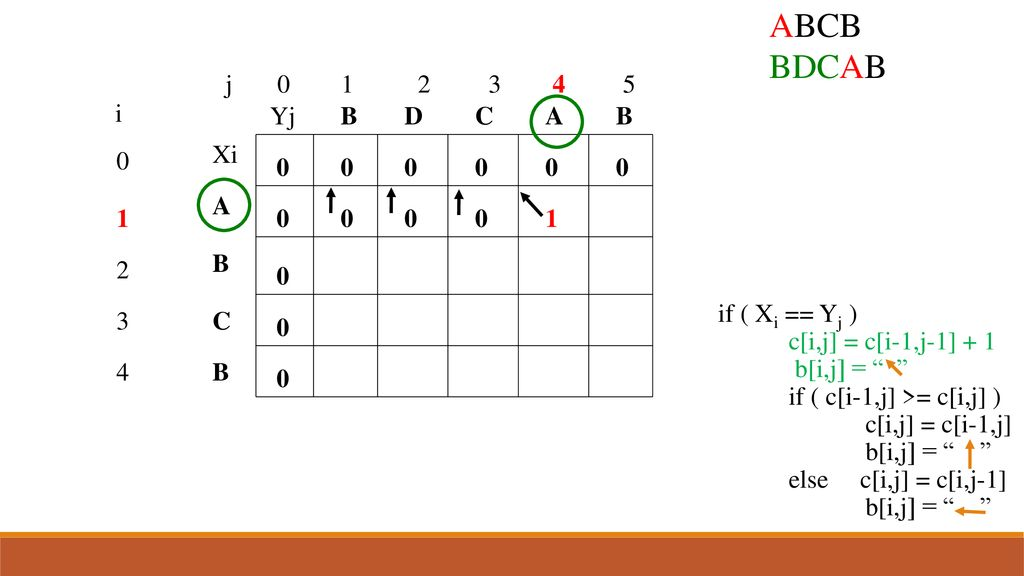 ABCB
BDCAB
j 0 1 2 3 4 5
i Yj B D C A B
0 Xi 0 0 0 0 0 0
1 A 0 0 0 0 1
2 B 0
3 C 0
4 B 0
if ( Xi == Yj )
c[i,j] = c[i-1,j-1] + 1
b[i,j] = “ ”
if ( c[i-1,j] >= c[i,j] )
c[i,j] = c[i-1,j]
b[i,j] = “ ”
else c[i,j] = c[i,j-1]
b[i,j] = “ ”